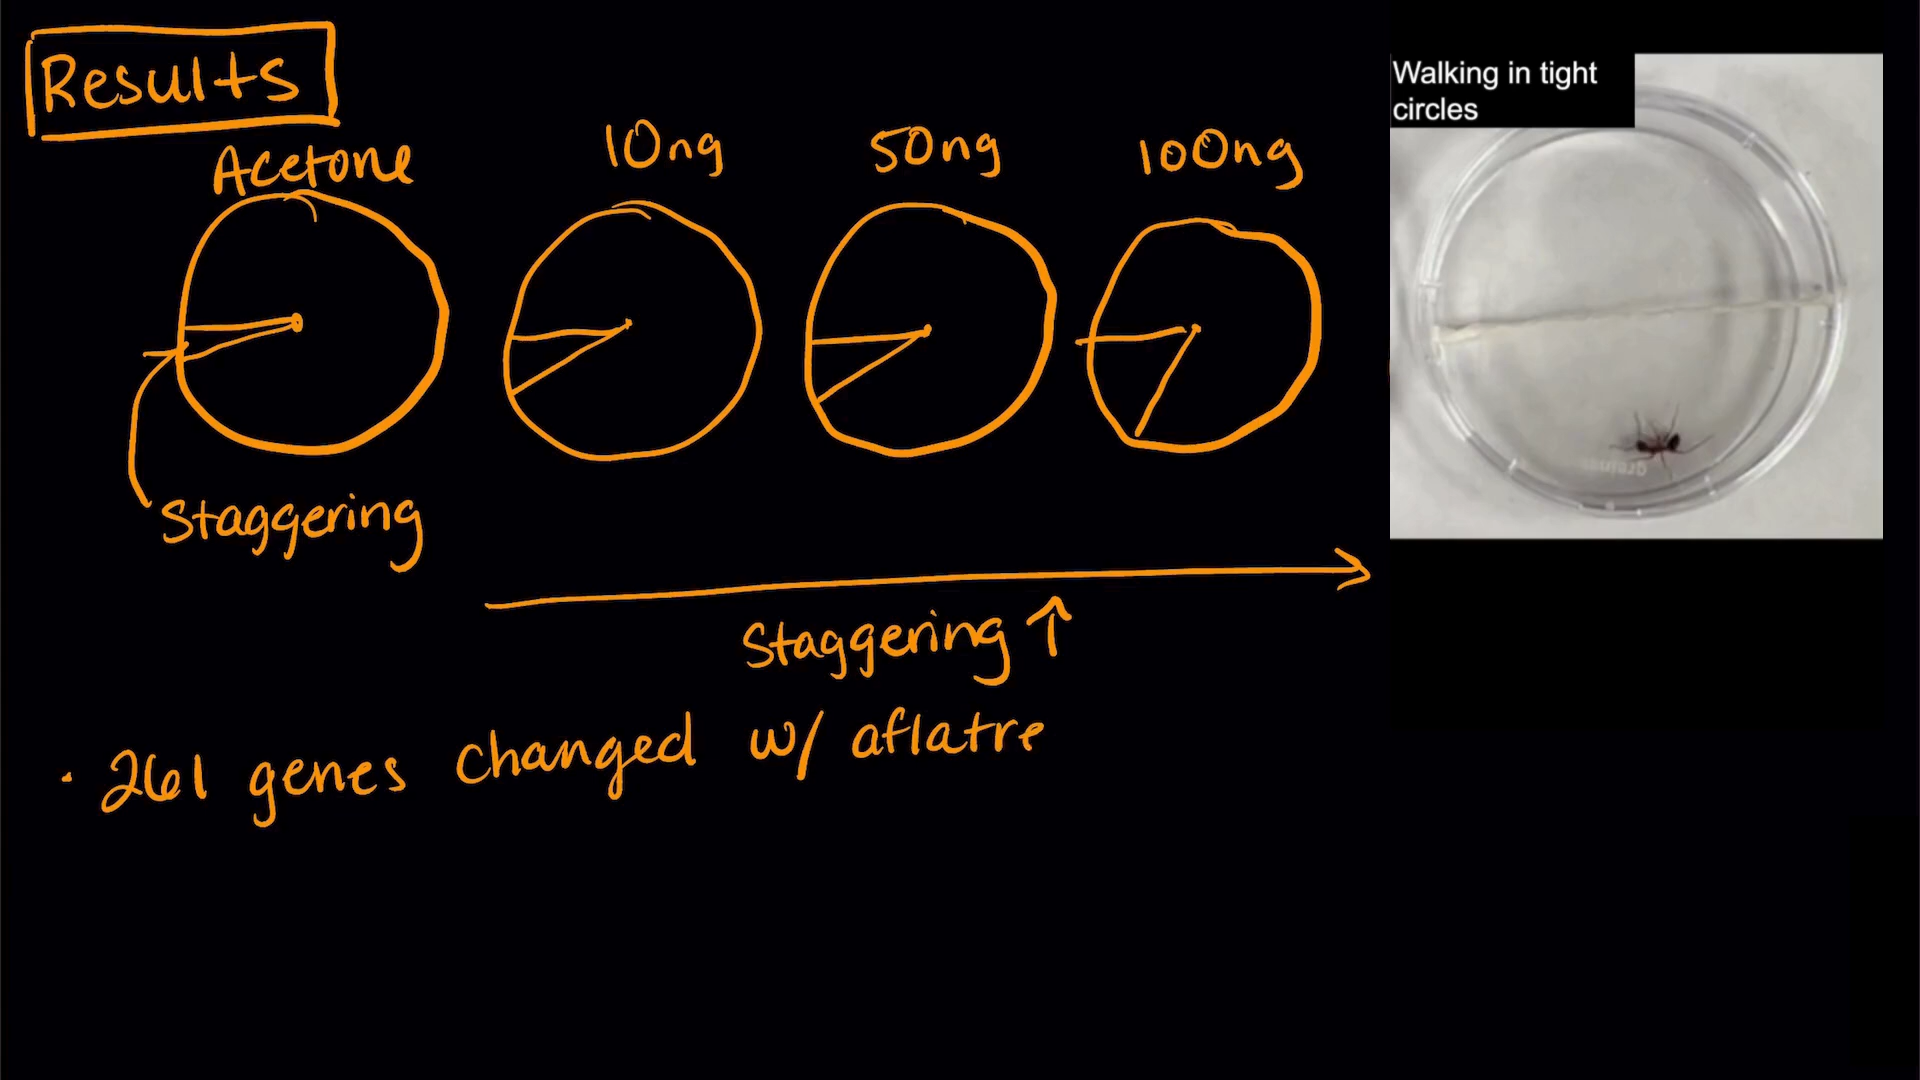 Results
Walking in tight
circles
Acetone
10ng
50ng
100ng
Staggering
Staggering ↑
· 261 genes changed w/ aflatre